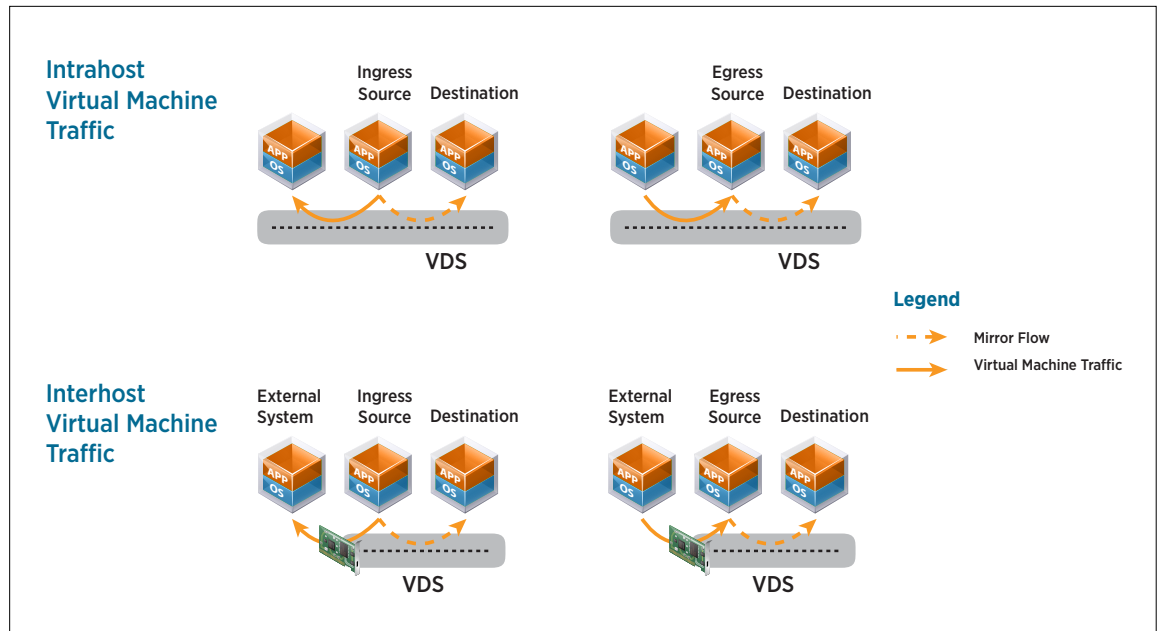 Intrahost
Virtual Machine
Traffic
Ingress
Source
Destination
APP
OS
APP
OS
APP
OS
VDS
Egress
Source
Destination
APP
OS
APP
OS
APP
OS
VDS
Legend
Mirror Flow
Virtual Machine Traffic
Interhost
Virtual Machine
Traffic
External
System
Ingress
Source
Destination
APP
OS
APP
OS
APP
OS
VDS
External
System
Egress
Source
Destination
APP
OS
APP
OS
APP
OS
VDS